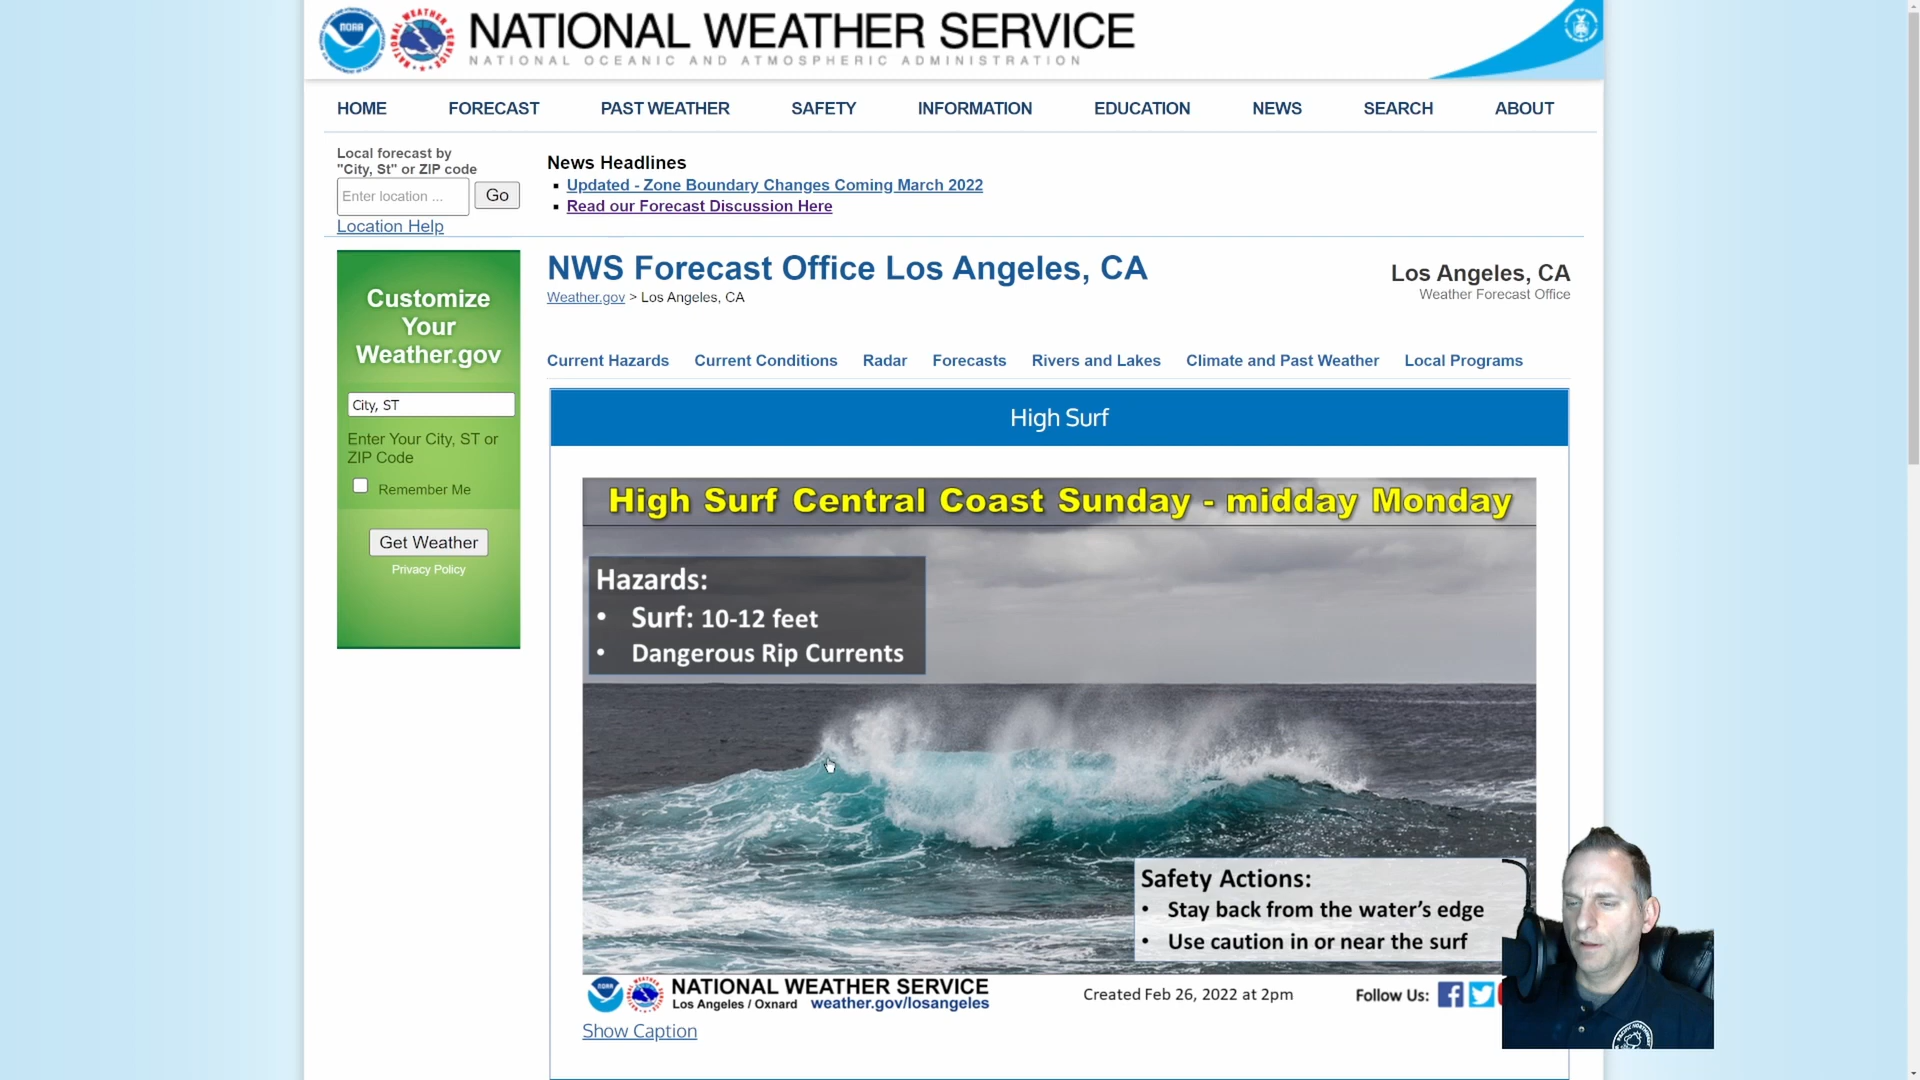 NATIONAL WEATHER SERVICE
NATIONAL OCEANIC AND ATMOSPHERIC ADMINISTRATION
HOME FORECAST PAST WEATHER SAFETY INFORMATION EDUCATION NEWS SEARCH ABOUT
Local forecast by
"City, St" or ZIP code
Enter location ...
Go
Location Help
News Headlines
Updated - Zone Boundary Changes Coming March 2022
Read our Forecast Discussion Here
Customize
Your
Weather.gov
City, ST
Enter Your City, ST or
ZIP Code
Remember Me
Get Weather
Privacy Policy
NWS Forecast Office Los Angeles, CA
Weather.gov > Los Angeles, CA
Los Angeles, CA
Weather Forecast Office
Current Hazards Current Conditions Radar Forecasts Rivers and Lakes Climate and Past Weather Local Programs
High Surf
High Surf Central Coast Sunday - midday Monday
Hazards:
• Surf: 10-12 feet
• Dangerous Rip Currents
Safety Actions:
• Stay back from the water's edge
• Use caution in or near the surf
NOAA
NATIONAL WEATHER SERVICE
Los Angeles / Oxnard weather.gov/losangeles
Created Feb 26, 2022 at 2pm
Follow Us:
Show Caption